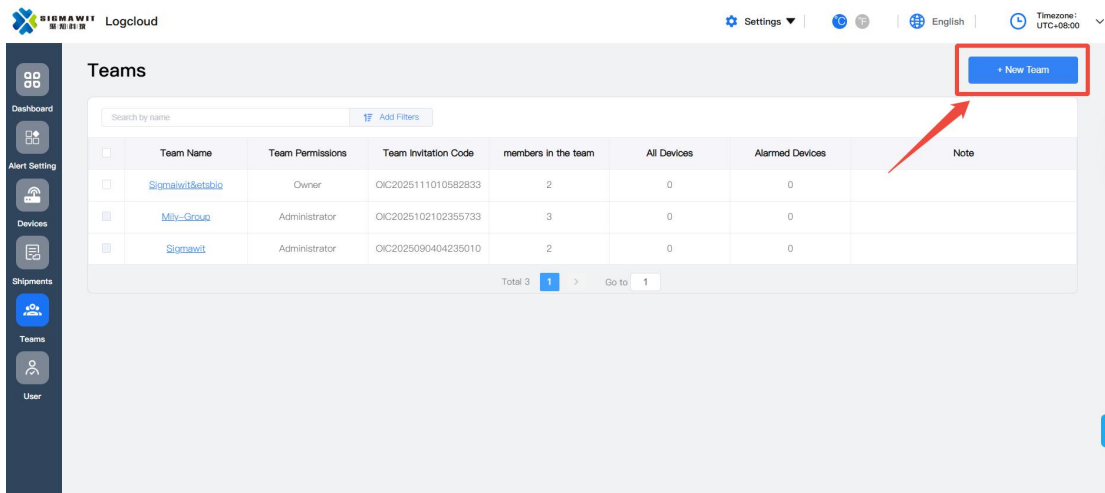 SIGMAWIT Logcloud
Settings
°C °F
English
Timezone:
UTC+08:00
Teams
+ New Team
Dashboard
Search by name
Add Filters
Alert Setting
Team Name Team Permissions Team Invitation Code members in the team All Devices Alarmed Devices Note
Sigmaiwit&etsbio Owner OIC2025111010582833 2 0 0
Devices
Mily-Group Administrator OIC2025102102355733 3 0 0
Sigmawit Administrator OIC2025090404235010 2 0 0
Shipments
Total 3 1 > Go to 1
Teams
User